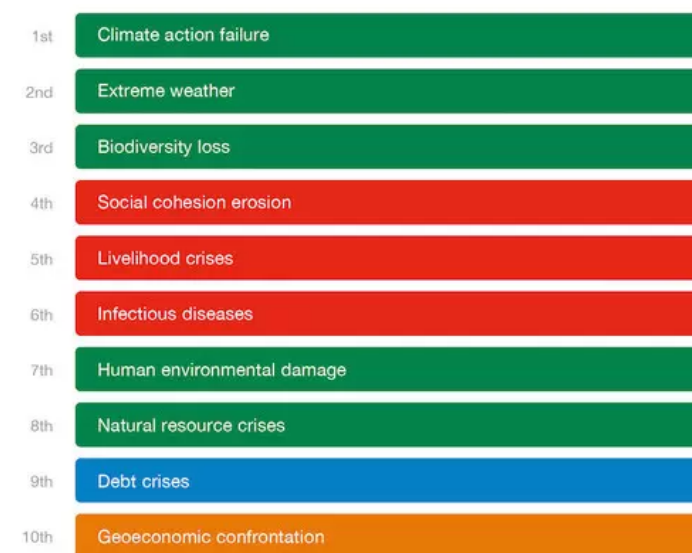 1st Climate action failure
2nd Extreme weather
3rd Biodiversity loss
4th Social cohesion erosion
5th Livelihood crises
6th Infectious diseases
7th Human environmental damage
8th Natural resource crises
9th Debt crises
10th Geoeconomic confrontation